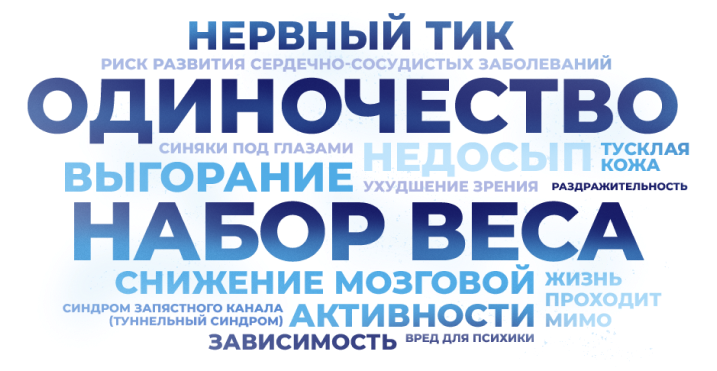 НЕРВНЫЙ ТИК
РИСК РАЗВИТИЯ СЕРДЕЧНО-СОСУДИСТЫХ ЗАБОЛЕВАНИЙ
ОДИНОЧЕСТВО
СИНЯКИ ПОД ГЛАЗАМИ
НЕДОСЫП
ТУСКЛАЯ
КОЖА
ВЫГОРАНИЕ
УХУДШЕНИЕ ЗРЕНИЯ
РАЗДРАЖИТЕЛЬНОСТЬ
НАБОР ВЕСА
СНИЖЕНИЕ МОЗГОВОЙ
АКТИВНОСТИ
ЖИЗНЬ
ПРОХОДИТ
МИМО
СИНДРОМ ЗАПЯСТНОГО КАНАЛА
(ТУННЕЛЬНЫЙ СИНДРОМ)
ЗАВИСИМОСТЬ
ВРЕД ДЛЯ ПСИХИКИ